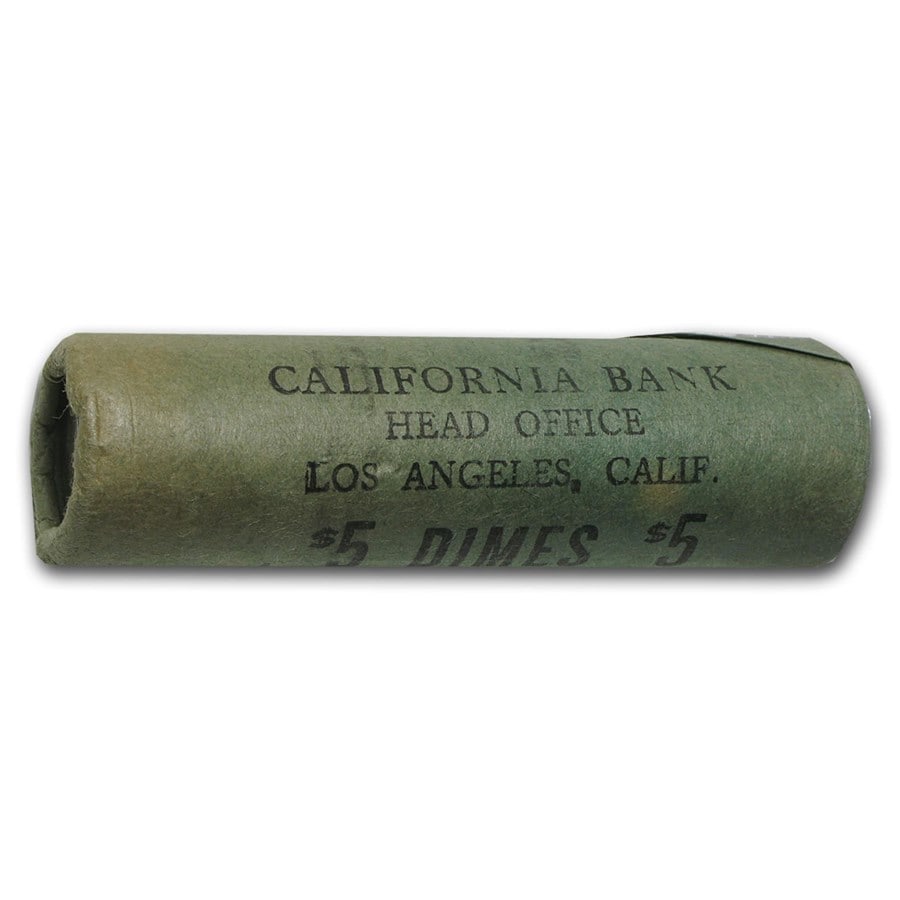 CALIFORNIA BANK
HEAD OFFICE
LOS ANGELES, CALIF.
$5 DIMES $5